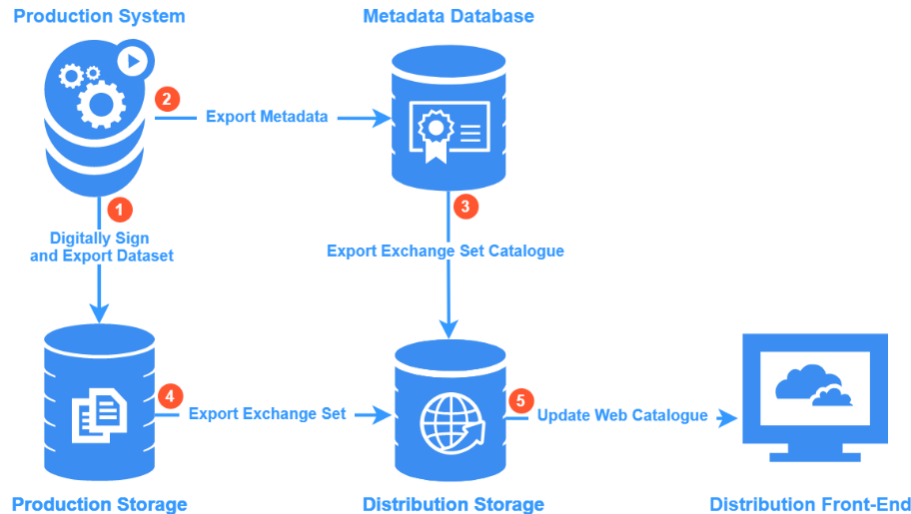 Production System
Metadata Database
2
Export Metadata
1
Digitally Sign
and Export Dataset
3
Export Exchange Set Catalogue
4
Export Exchange Set
5
Update Web Catalogue
Production Storage
Distribution Storage
Distribution Front-End